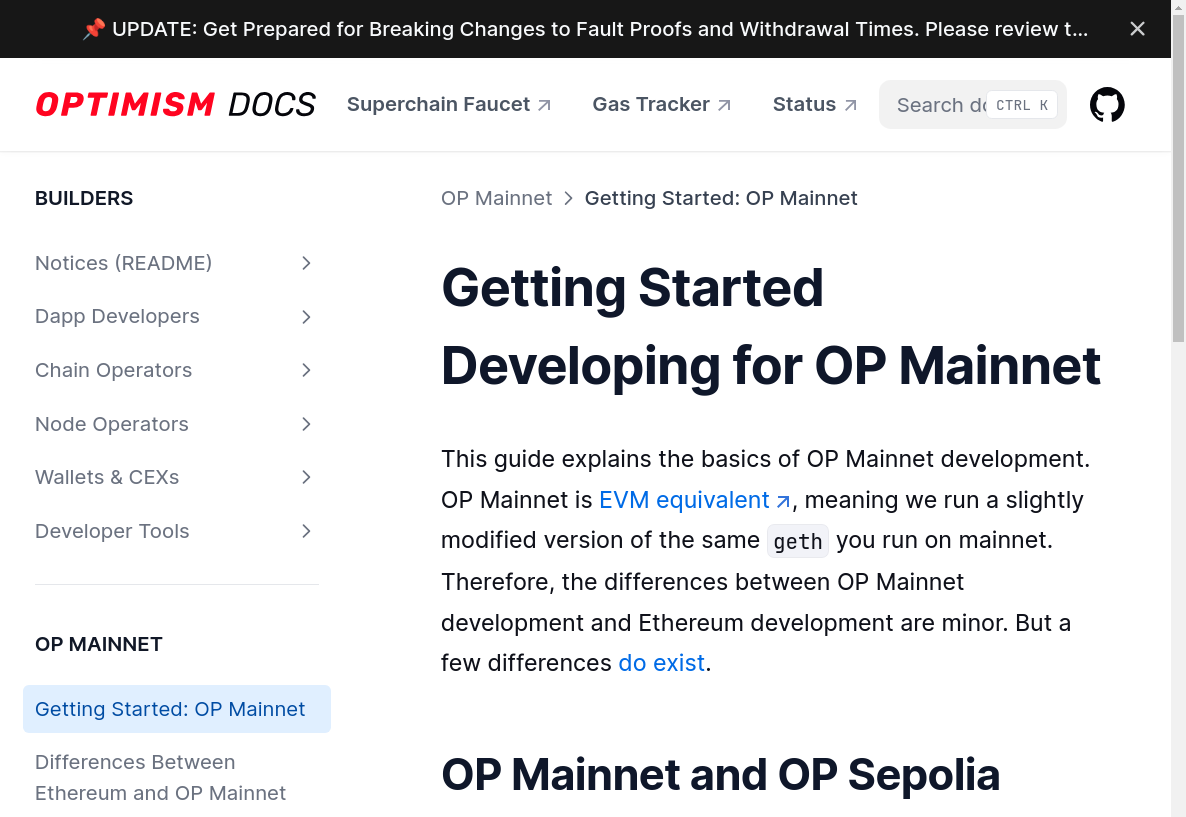 📌 UPDATE: Get Prepared for Breaking Changes to Fault Proofs and Withdrawal Times. Please review t...
OPTIMISM DOCS
Superchain Faucet
Gas Tracker
Status
Search do
CTRL K
BUILDERS
Notices (README)
Dapp Developers
Chain Operators
Node Operators
Wallets & CEXs
Developer Tools
OP MAINNET
Getting Started: OP Mainnet
Differences Between
Ethereum and OP Mainnet
OP Mainnet > Getting Started: OP Mainnet
Getting Started
Developing for OP Mainnet
This guide explains the basics of OP Mainnet development.
OP Mainnet is EVM equivalent, meaning we run a slightly
modified version of the same geth you run on mainnet.
Therefore, the differences between OP Mainnet
development and Ethereum development are minor. But a
few differences do exist.
OP Mainnet and OP Sepolia